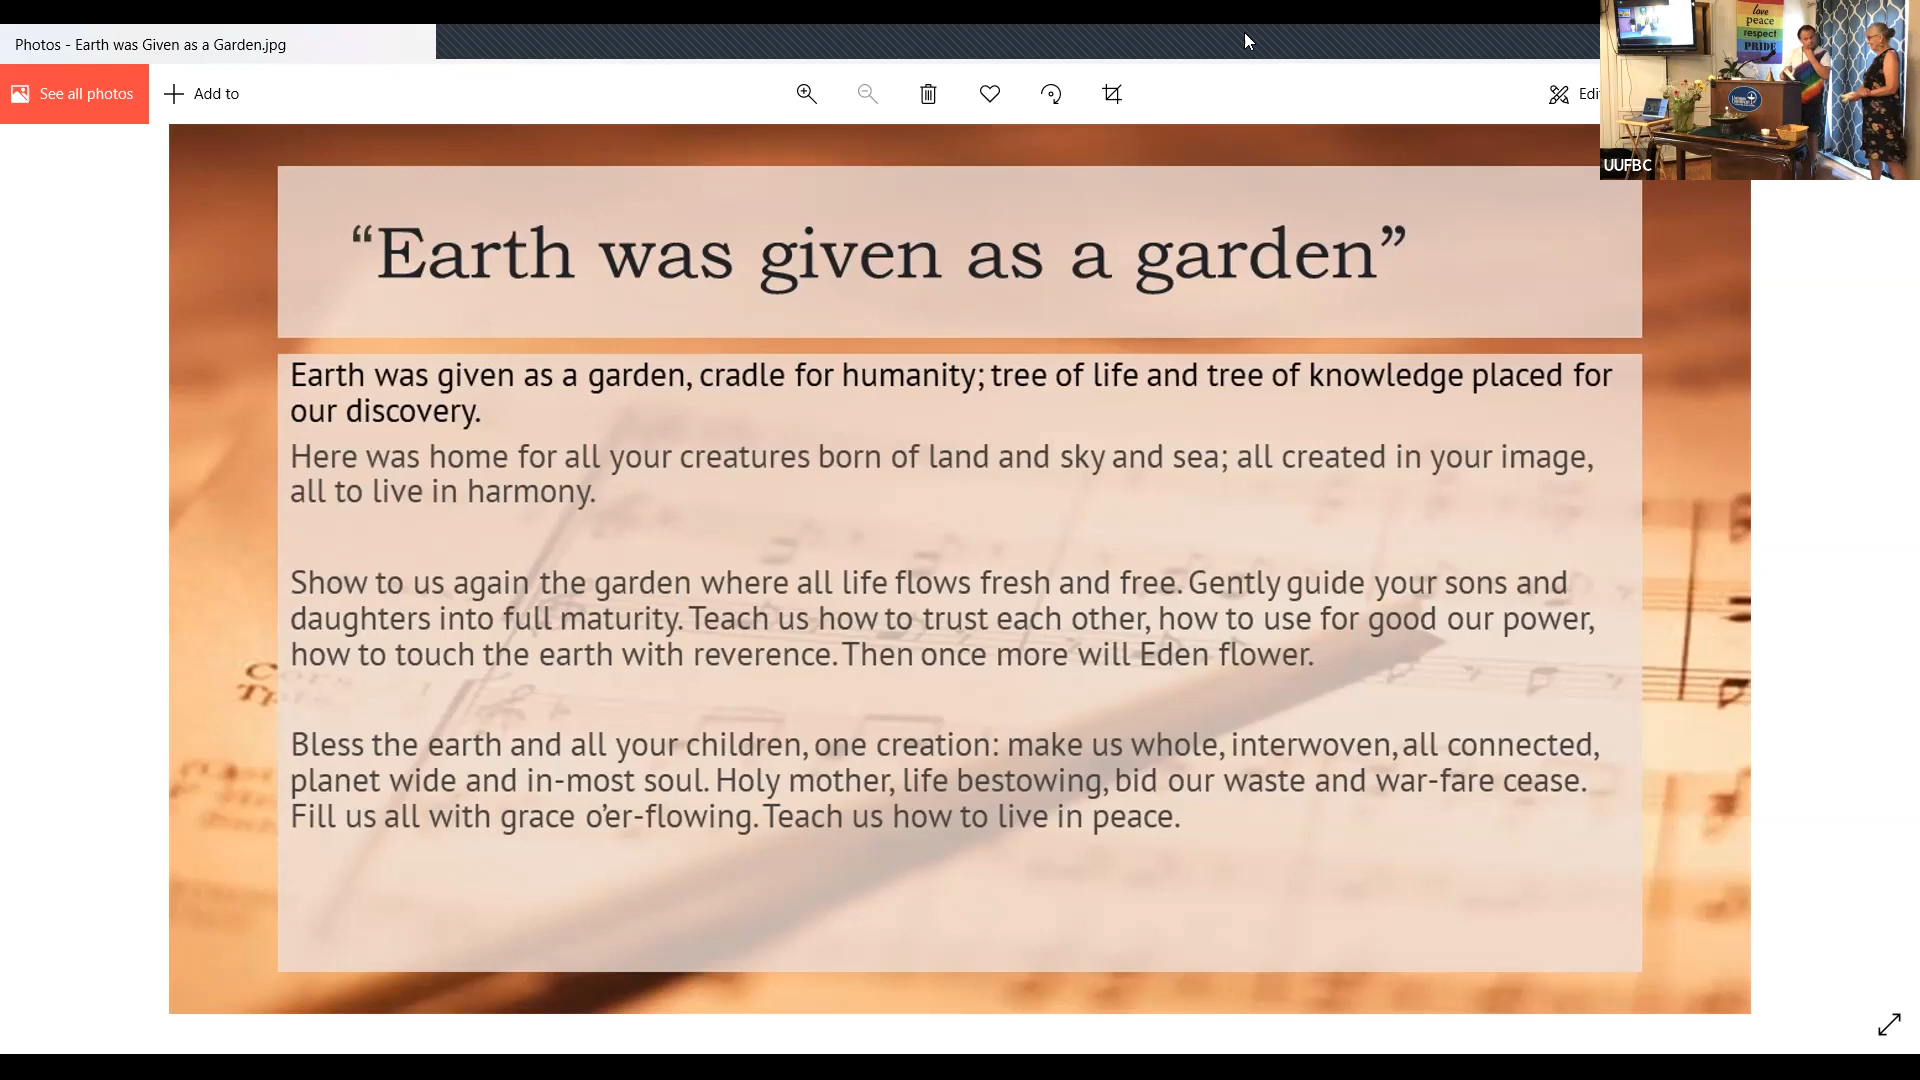 Photos - Earth was Given as a Garden.jpg
See all photos
Add to
Edi
love
peace
respect
PRIDE
UUFBC
“Earth was given as a garden”
Earth was given as a garden, cradle for humanity; tree of life and tree of knowledge placed for
our discovery.
Here was home for all your creatures born of land and sky and sea; all created in your image,
all to live in harmony.
Show to us again the garden where all life flows fresh and free. Gently guide your sons and
daughters into full maturity. Teach us how to trust each other, how to use for good our power,
how to touch the earth with reverence. Then once more will Eden flower.
Bless the earth and all your children, one creation: make us whole, interwoven, all connected,
planet wide and in-most soul. Holy mother, life bestowing, bid our waste and war-fare cease.
Fill us all with grace o’er-flowing. Teach us how to live in peace.